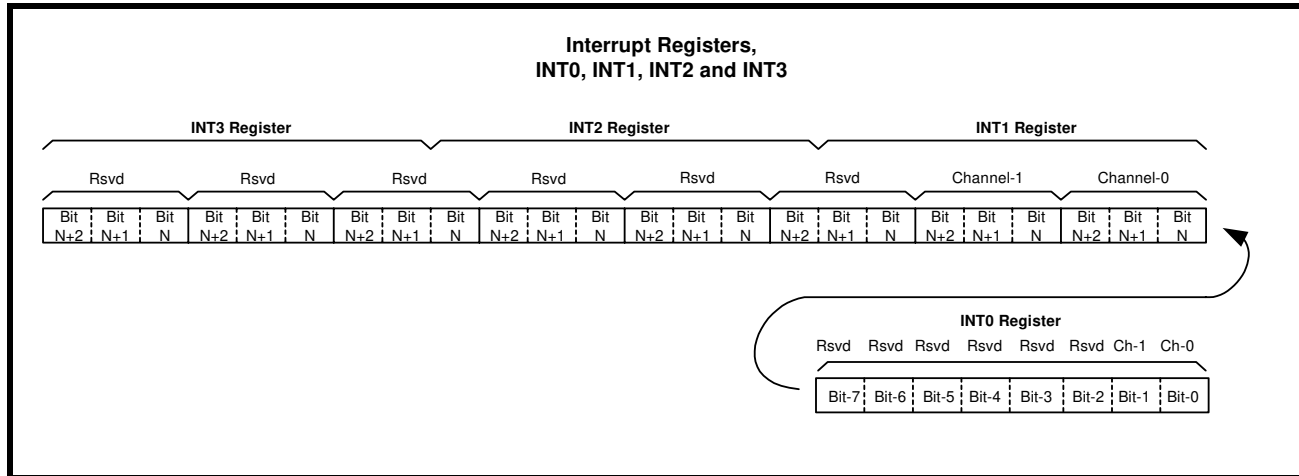 Interrupt Registers,
INT0, INT1, INT2 and INT3
INT3 Register INT2 Register INT1 Register
Rsvd Rsvd Rsvd Rsvd Rsvd Rsvd Channel-1 Channel-0
Bit Bit Bit Bit Bit Bit Bit Bit Bit Bit Bit Bit Bit Bit Bit Bit Bit Bit Bit Bit Bit Bit Bit Bit
N+2 N+1 N N+2 N+1 N N+2 N+1 N N+2 N+1 N N+2 N+1 N N+2 N+1 N N+2 N+1 N N+2 N+1 N
INT0 Register
Rsvd Rsvd Rsvd Rsvd Rsvd Rsvd Ch-1 Ch-0
Bit-7 Bit-6 Bit-5 Bit-4 Bit-3 Bit-2 Bit-1 Bit-0